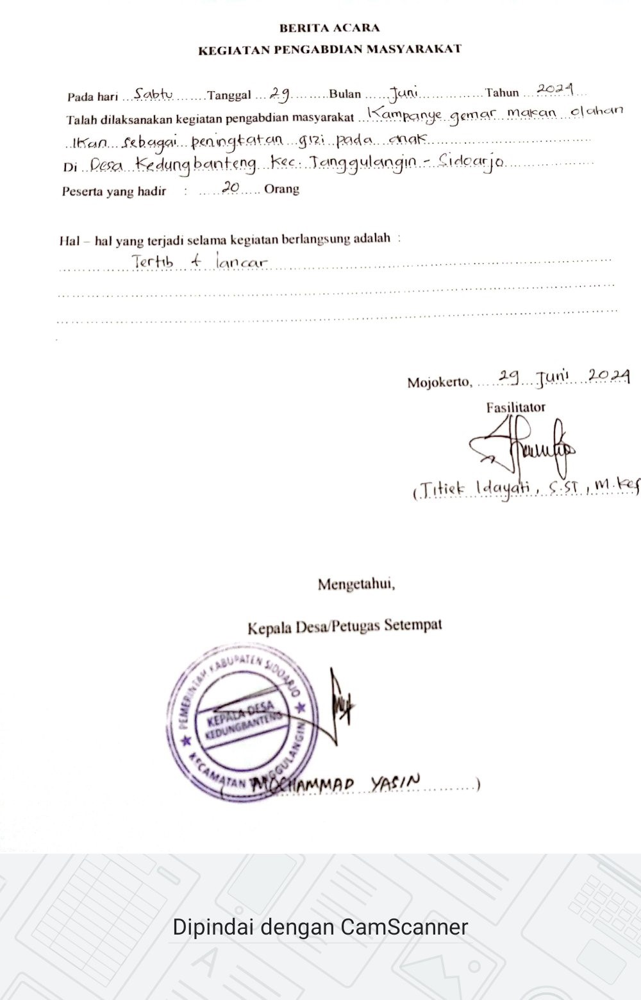 BERITA ACARA
KEGIATAN PENGABDIAN MASYARAKAT
Pada hari ... Sabtu ....... Tanggal ... 29 ......... Bulan ...... Juni ............... Tahun ... 2024 ...
Talah dilaksanakan kegiatan pengabdian masyarakat ... Kampanye gemar makan olahan
Ikan sebagai peningkatan gizi pada anak
Di Desa Kedungbanteng Kec. Tanggulangin - Sidoarjo
Peserta yang hadir : ..... 20 ..... Orang
Hal – hal yang terjadi selama kegiatan berlangsung adalah :
Tertib + lancar
Mojokerto, ..... 29 Juni 2024
Fasilitator
(Titiek Idayati, S.ST, M.Kes
Mengetahui,
Kepala Desa/Petugas Setempat
PEMERINTAH KABUPATEN SIDOARJO
KEPALA DESA
KEDUNGBANTENG
KECAMATAN TANGGULANGIN
( MOCHAMMAD YASIN .............)
Dipindai dengan CamScanner